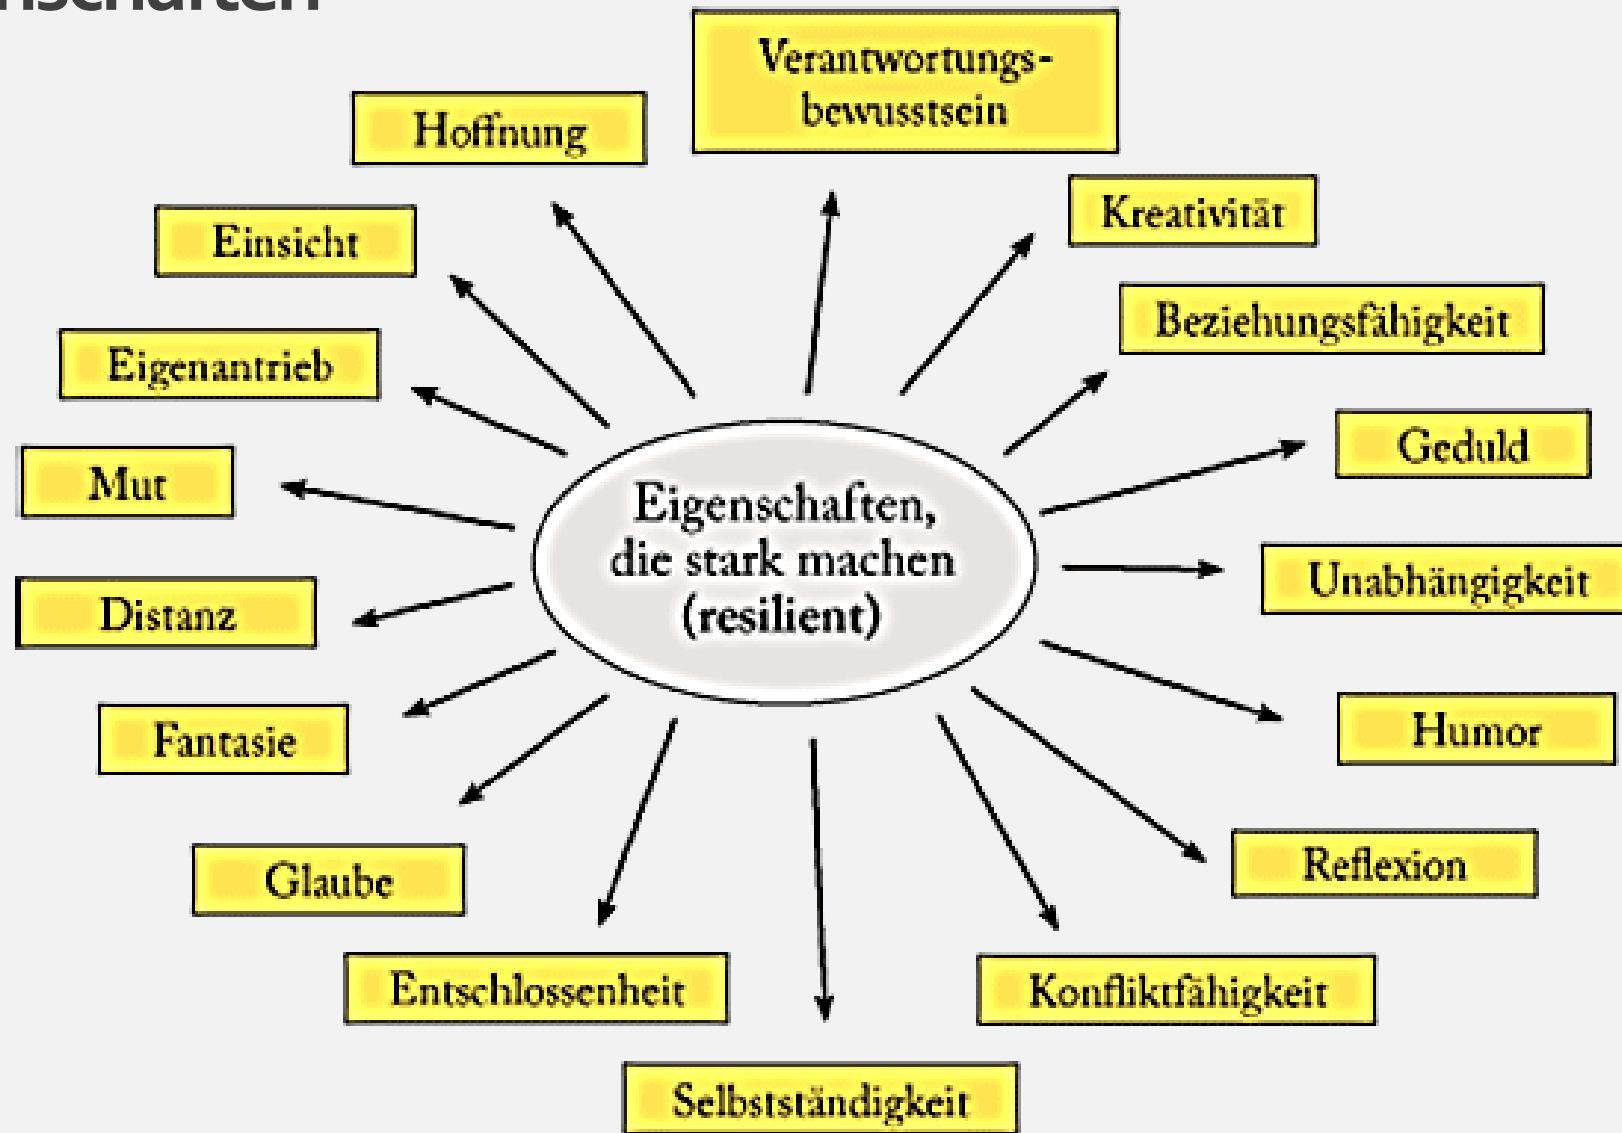 Verantwortungs-
bewusstsein
Hoffnung
Kreativität
Einsicht
Beziehungsfähigkeit
Eigenantrieb
Geduld
Mut
Eigenschaften,
die stark machen
(resilient)
Unabhängigkeit
Distanz
Humor
Fantasie
Reflexion
Glaube
Entschlossenheit
Konfliktfähigkeit
Selbstständigkeit